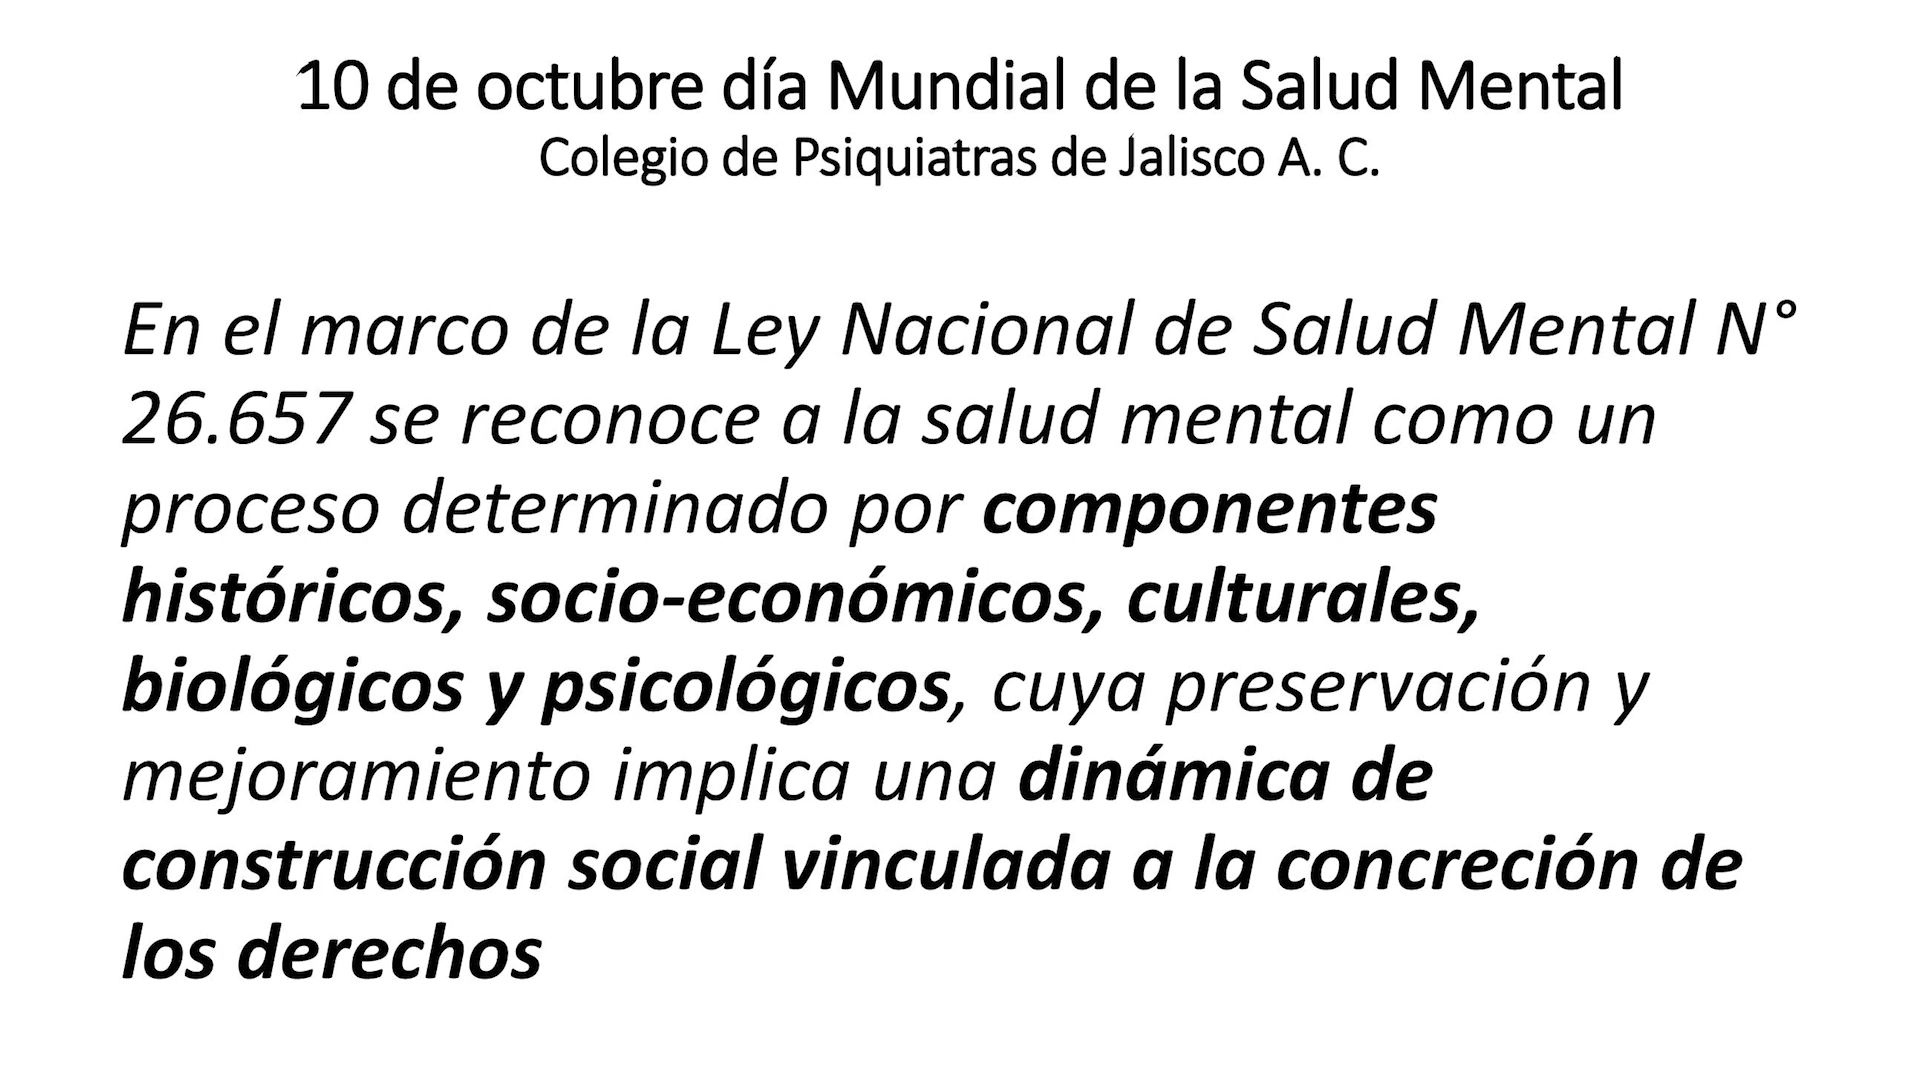 10 de octubre día Mundial de la Salud Mental
Colegio de Psiquiatras de Jalisco A. C.
En el marco de la Ley Nacional de Salud Mental N°
26.657 se reconoce a la salud mental como un
proceso determinado por componentes
históricos, socio-económicos, culturales,
biológicos y psicológicos, cuya preservación y
mejoramiento implica una dinámica de
construcción social vinculada a la concreción de
los derechos